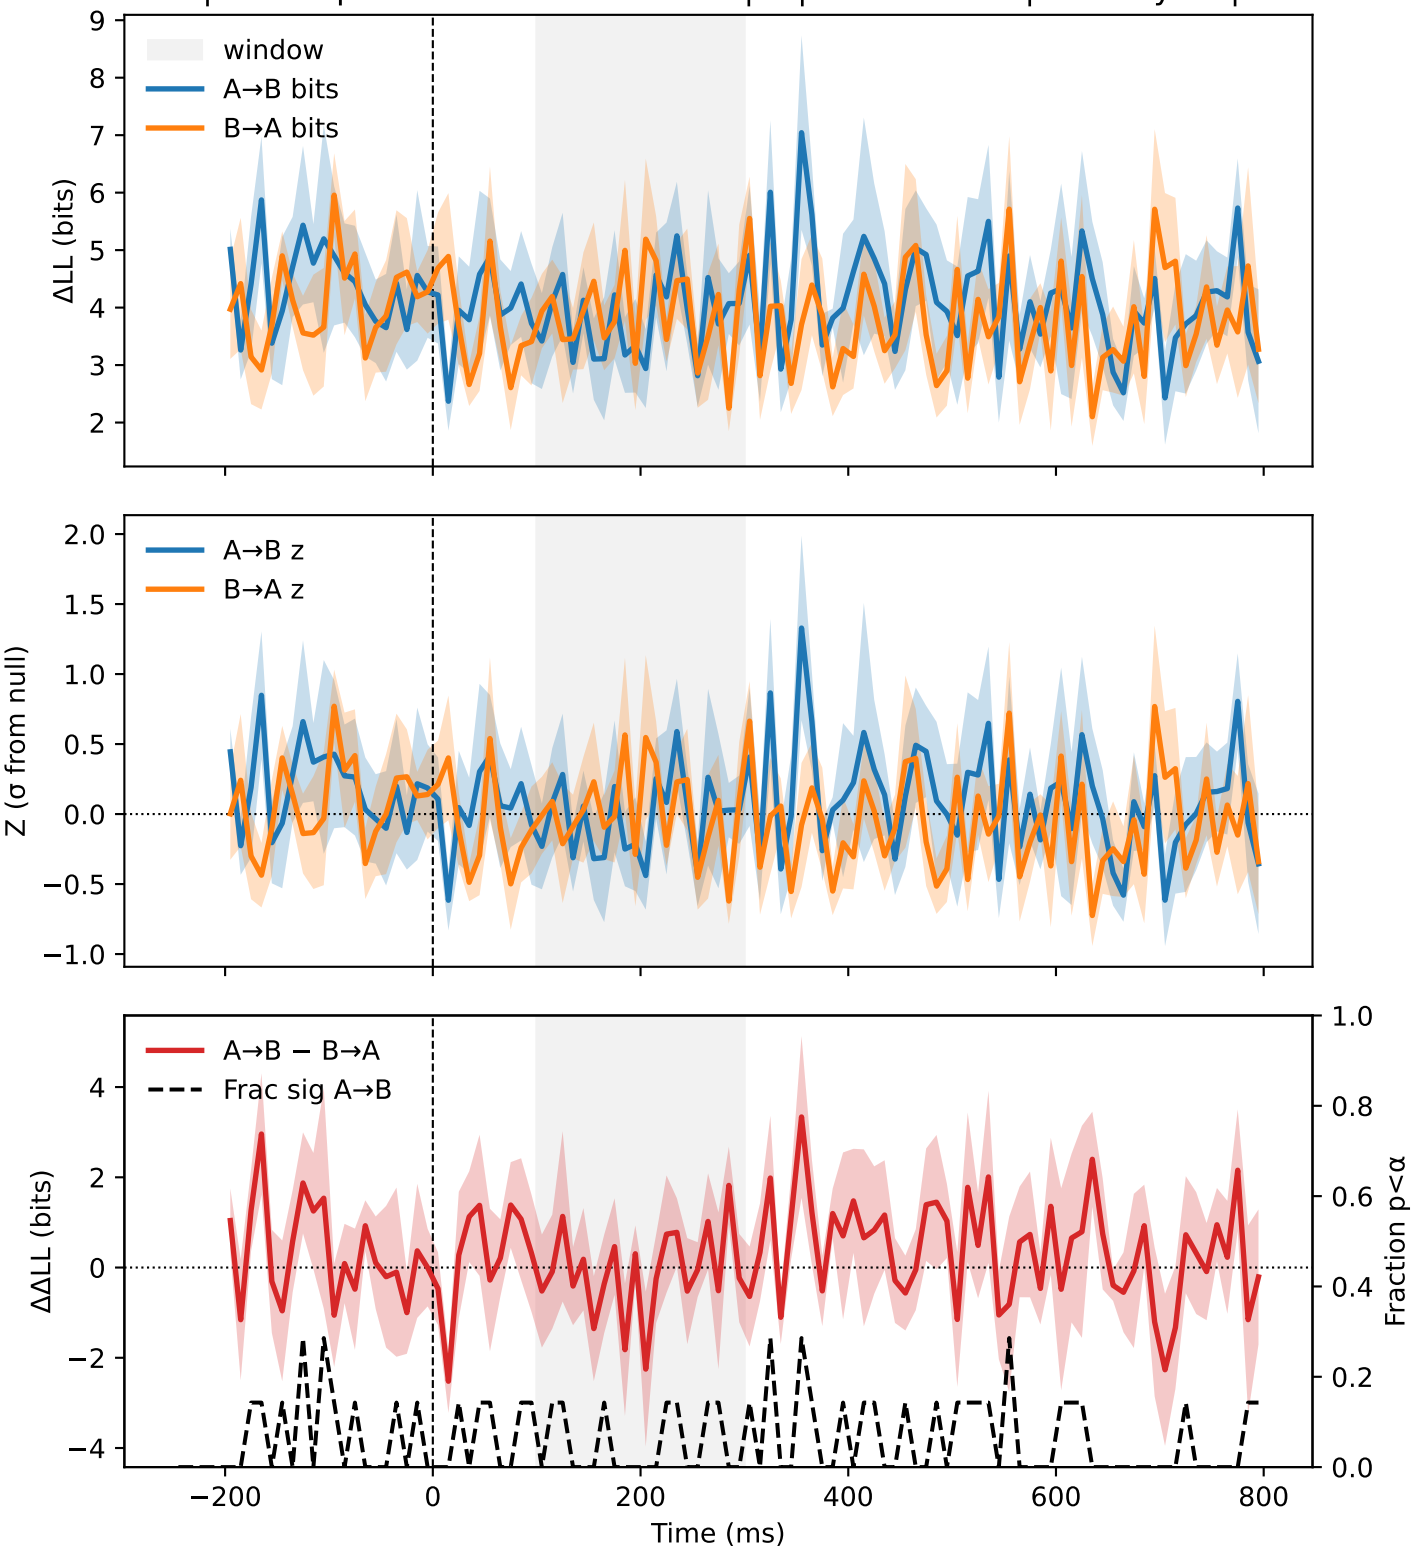 9
8
7
6
5
4
3
2
ΔLL (bits)
window
A→B bits
B→A bits
2.0
1.5
1.0
0.5
0.0
−0.5
−1.0
Z (σ from null)
A→B z
B→A z
4
2
0
−2
−4
ΔΔLL (bits)
A→B − B→A
Frac sig A→B
1.0
0.8
0.6
0.4
0.2
0.0
Fraction p<α
−200
0
200
400
600
800
Time (ms)